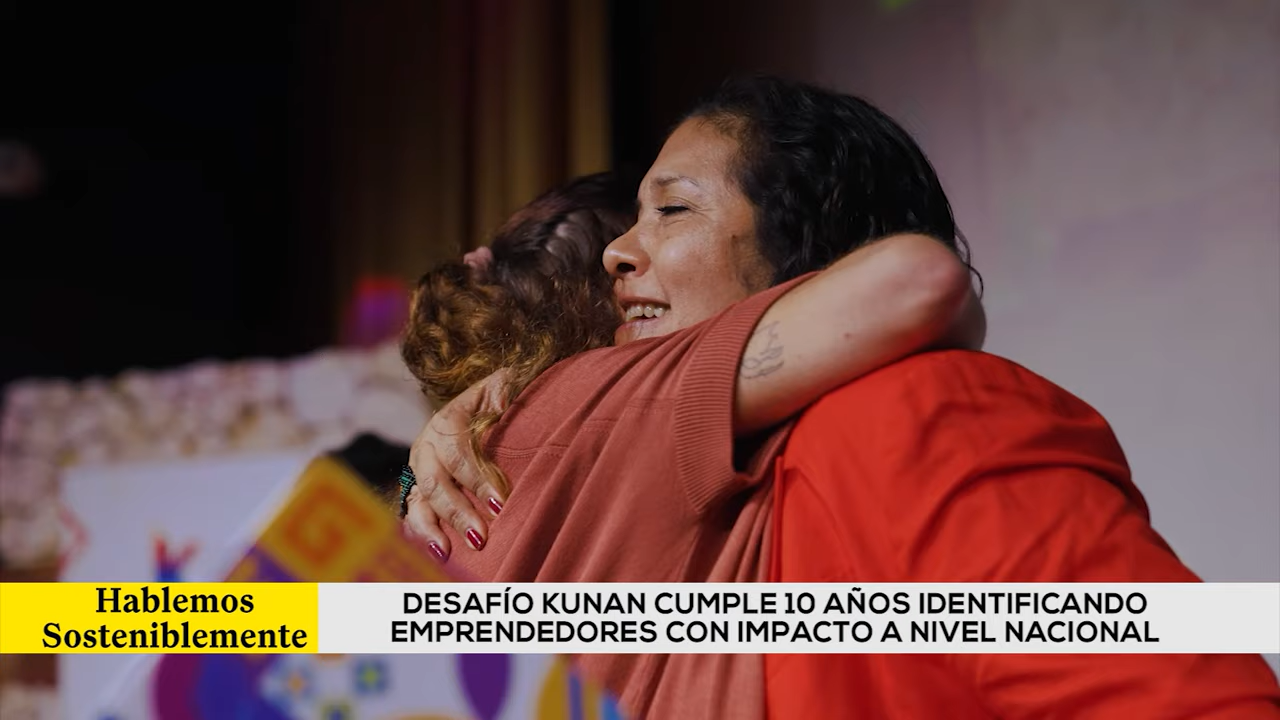 Hablemos
Sosteniblemente
DESAFÍO KUNAN CUMPLE 10 AÑOS IDENTIFICANDO
EMPRENDEDORES CON IMPACTO A NIVEL NACIONAL